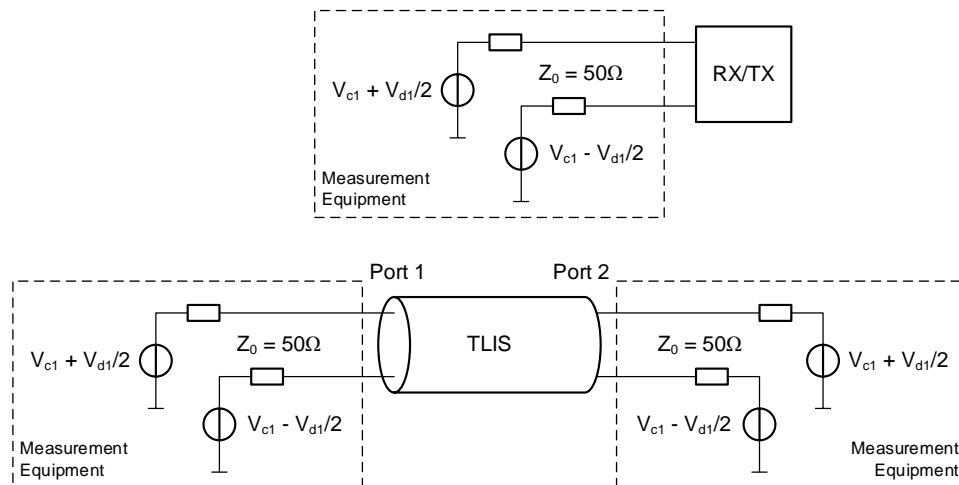 V_c1 + V_d1/2
Z_0 = 50Ω
RX/TX
V_c1 - V_d1/2
Measurement
Equipment
Port 1
Port 2
TLIS
V_c1 + V_d1/2
Z_0 = 50Ω
Z_0 = 50Ω
V_c1 + V_d1/2
V_c1 - V_d1/2
V_c1 - V_d1/2
Measurement
Equipment
Measurement
Equipment